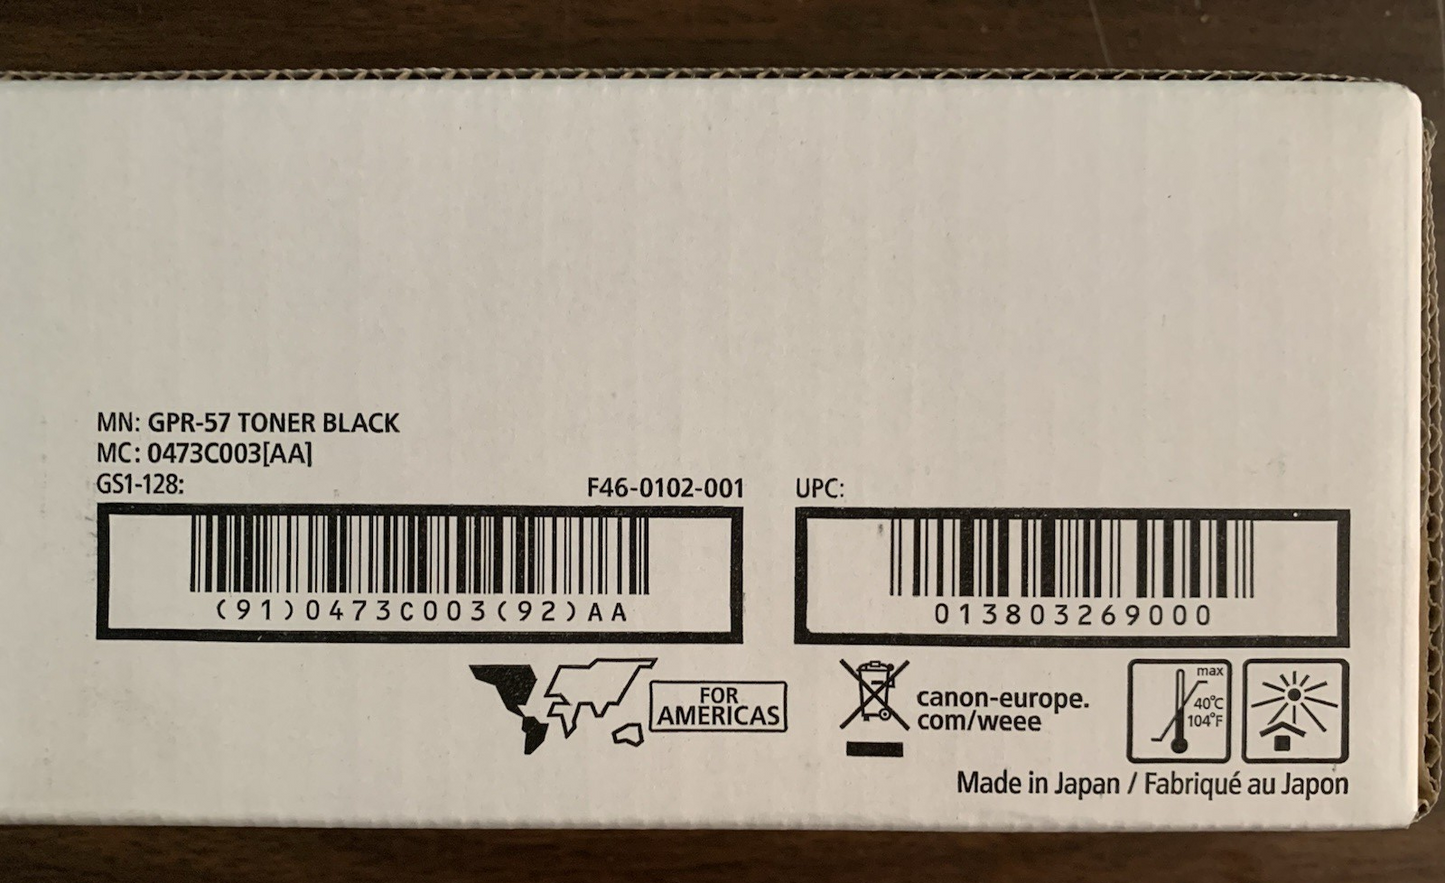 MN: GPR-57 TONER BLACK
MC: 0473C003[AA]
GS1-128:
F46-0102-001
(91)0473C003(92)AA
UPC:
013803269000
FOR
AMERICAS
canon-europe.
com/weee
max
40°C
104°F
Made in Japan / Fabriqué au Japon